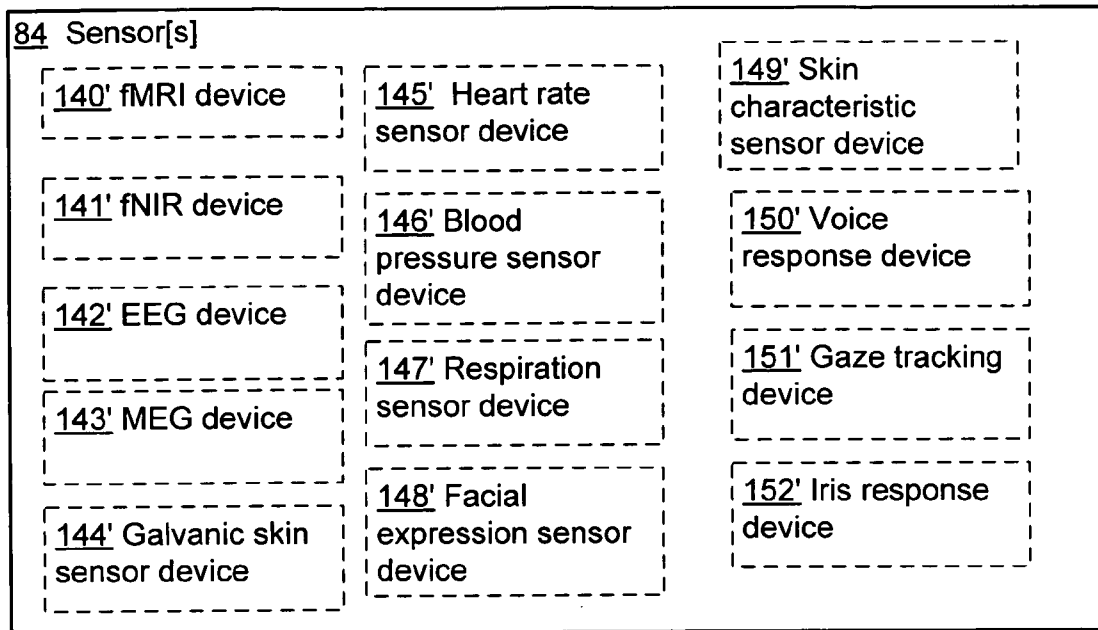 84 Sensor[s]
140' fMRI device
141' fNIR device
142' EEG device
143' MEG device
144' Galvanic skin
sensor device
145' Heart rate
sensor device
146' Blood
pressure sensor
device
147' Respiration
sensor device
148' Facial
expression sensor
device
149' Skin
characteristic
sensor device
150' Voice
response device
151' Gaze tracking
device
152' Iris response
device